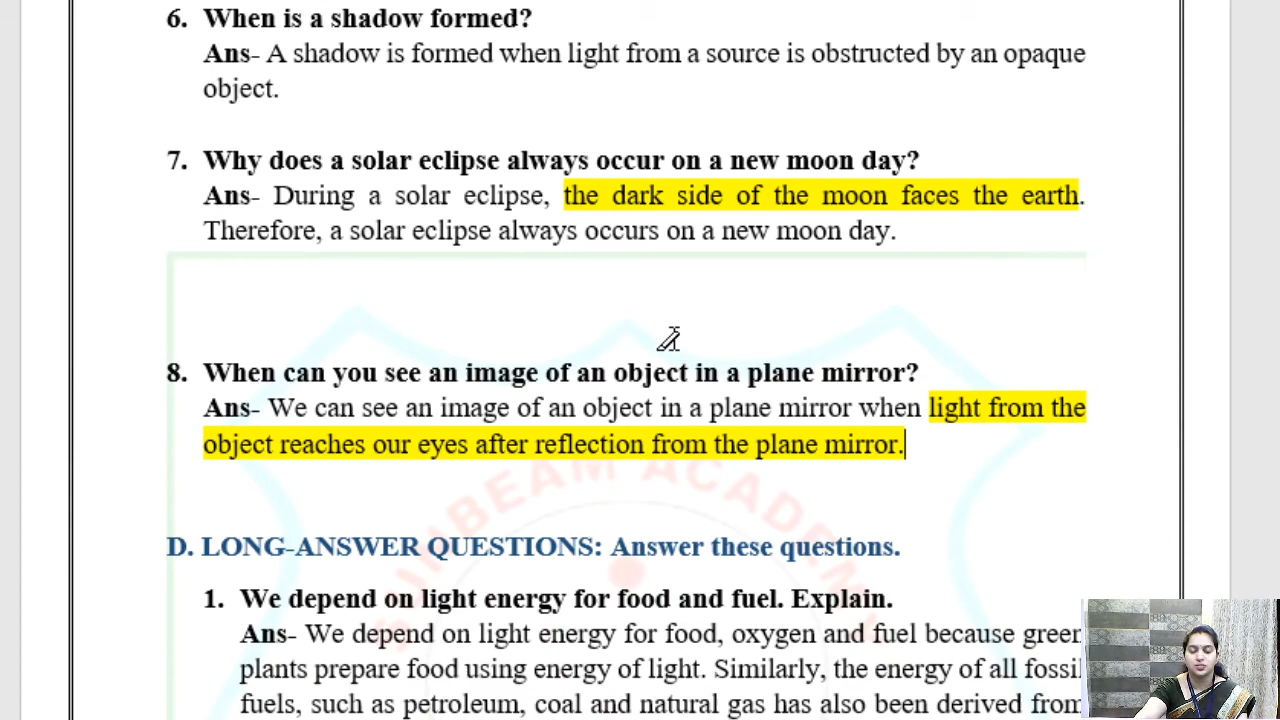 6. When is a shadow formed?
Ans- A shadow is formed when light from a source is obstructed by an opaque
object.
7. Why does a solar eclipse always occur on a new moon day?
Ans- During a solar eclipse, the dark side of the moon faces the earth.
Therefore, a solar eclipse always occurs on a new moon day.
8. When can you see an image of an object in a plane mirror?
Ans- We can see an image of an object in a plane mirror when light from the
object reaches our eyes after reflection from the plane mirror.
SUNBEAM ACADEMY
D. LONG-ANSWER QUESTIONS: Answer these questions.
1. We depend on light energy for food and fuel. Explain.
Ans- We depend on light energy for food, oxygen and fuel because green
plants prepare food using energy of light. Similarly, the energy of all fossil
fuels, such as petroleum, coal and natural gas has also been derived from